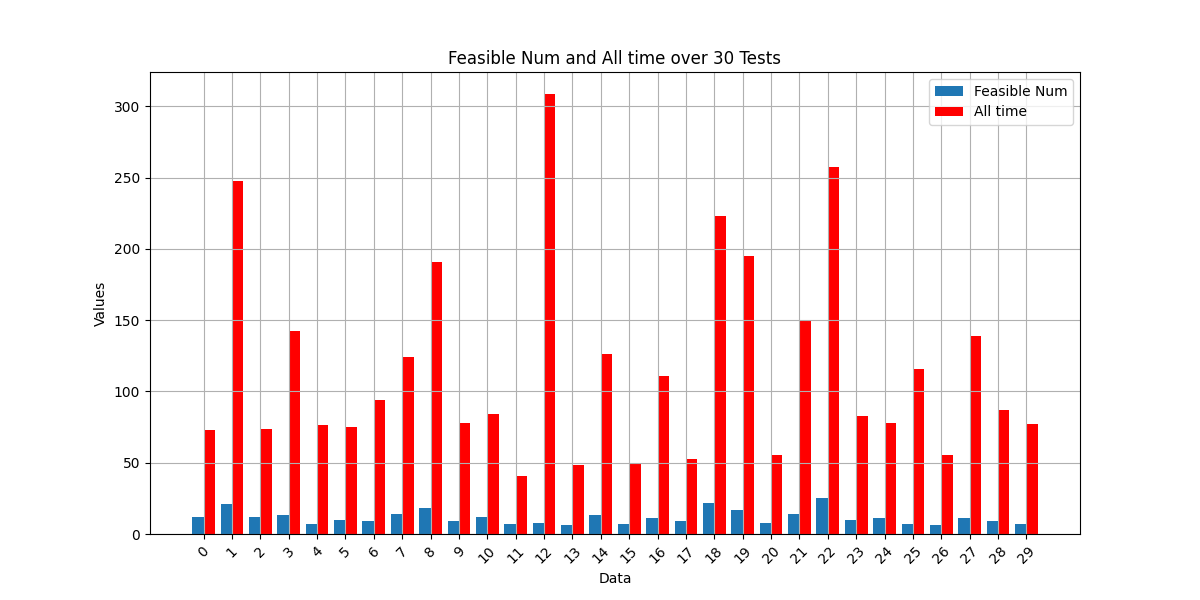 Feasible Num and All time over 30 Tests
Feasible Num
All time
Values
300
250
200
150
100
50
0
0 1 2 3 4 5 6 7 8 9 10 11 12 13 14 15 16 17 18 19 20 21 22 23 24 25 26 27 28 29
Data